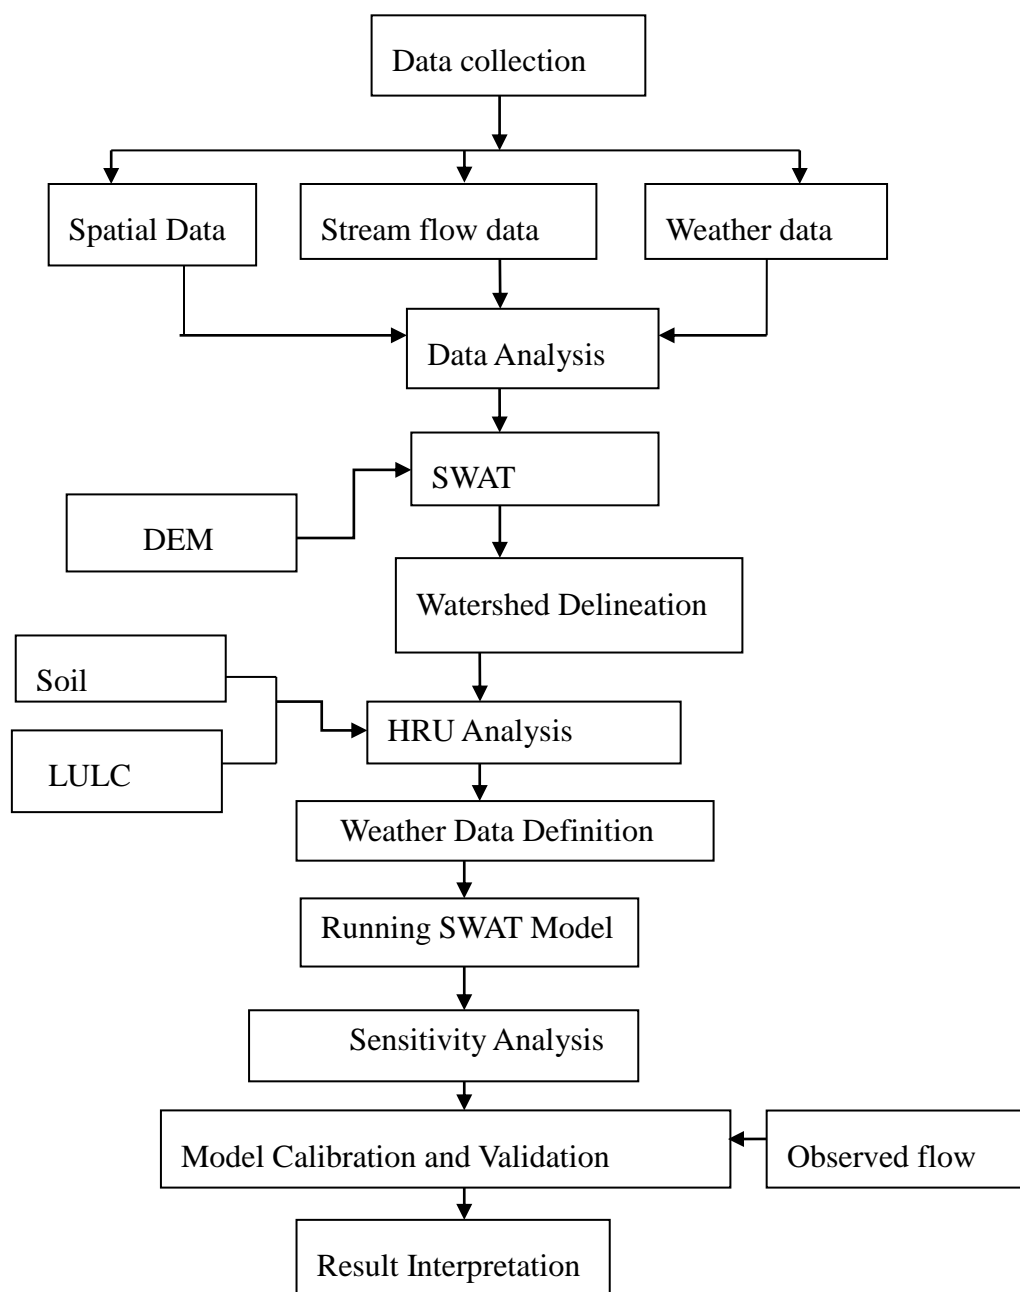 Data collection
Spatial Data
Stream flow data
Weather data
Data Analysis
SWAT
DEM
Watershed Delineation
Soil
HRU Analysis
LULC
Weather Data Definition
Running SWAT Model
Sensitivity Analysis
Model Calibration and Validation
Observed flow
Result Interpretation